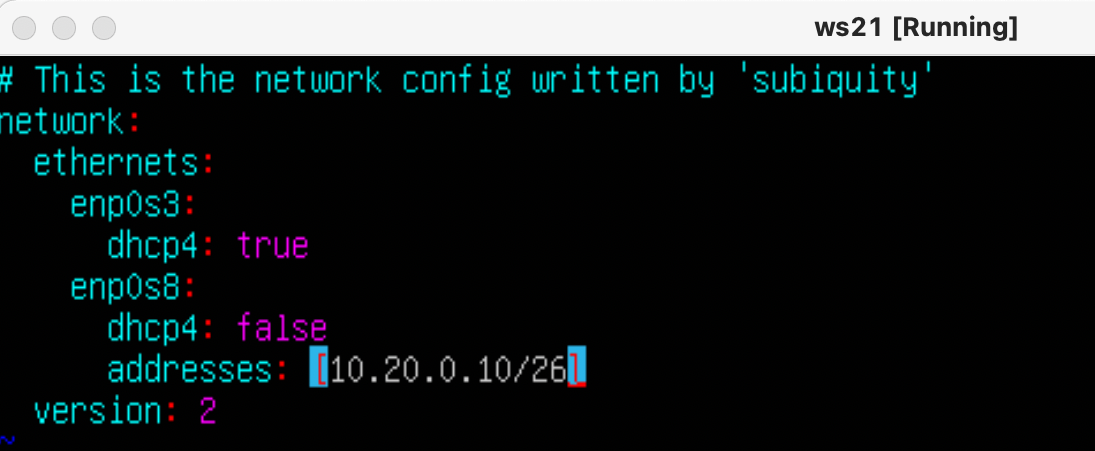 ws21 [Running]
# This is the network config written by 'subiquity'
network:
  ethernets:
    enp0s3:
      dhcp4: true
    enp0s8:
      dhcp4: false
      addresses: [10.20.0.10/26]
  version: 2
~